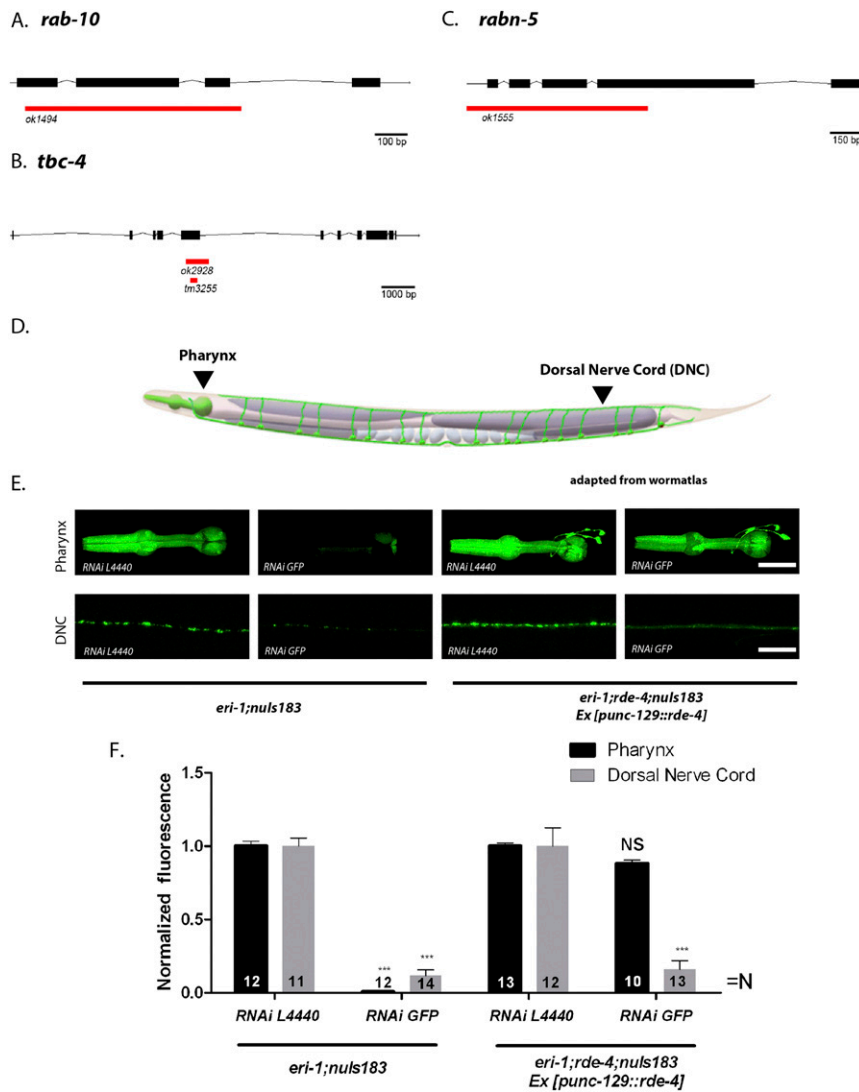 A. rab-10
ok1494
100 bp
C. rabn-5
ok1555
150 bp
B. tbc-4
ok2928
tm3255
1000 bp
D.
Pharynx
Dorsal Nerve Cord (DNC)
adapted from wormatlas
E.
Pharynx
RNAi L4440
RNAi GFP
RNAi L4440
RNAi GFP
DNC
RNAi L4440
RNAi GFP
RNAi L4440
RNAi GFP
eri-1;nuIs183
eri-1;rde-4;nuIs183
Ex [punc-129::rde-4]
F.
Pharynx
Dorsal Nerve Cord
Normalized fluorescence
1.5
1.0
0.5
0.0
NS
***
***
***
12
11
12
14
13
12
10
13
=N
RNAi L4440
RNAi GFP
RNAi L4440
RNAi GFP
eri-1;nuIs183
eri-1;rde-4;nuIs183
Ex [punc-129::rde-4]